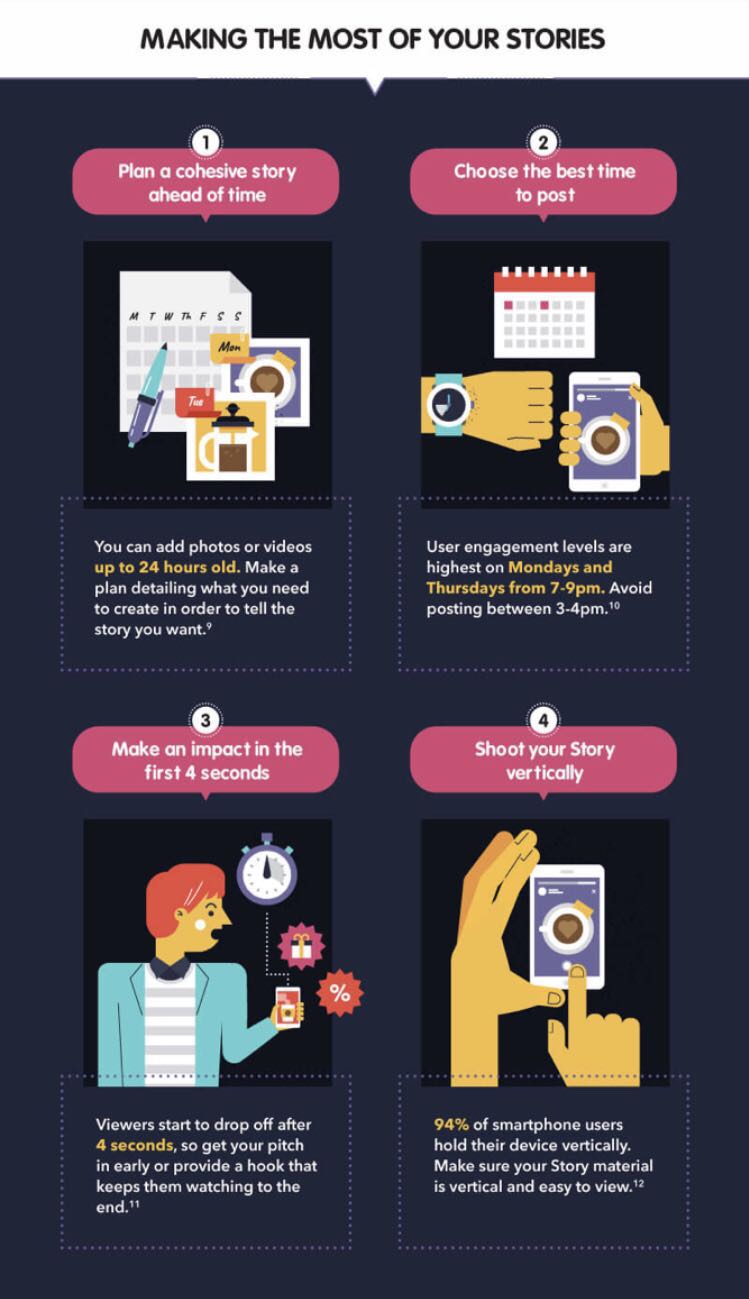 MAKING THE MOST OF YOUR STORIES
1
Plan a cohesive story
ahead of time
M T W Th F S S
Mon
Tue
You can add photos or videos
up to 24 hours old. Make a
plan detailing what you need
to create in order to tell the
story you want.⁹
2
Choose the best time
to post
User engagement levels are
highest on Mondays and
Thursdays from 7-9pm. Avoid
posting between 3-4pm.¹⁰
3
Make an impact in the
first 4 seconds
%
Viewers start to drop off after
4 seconds, so get your pitch
in early or provide a hook that
keeps them watching to the
end.¹¹
4
Shoot your Story
vertically
94% of smartphone users
hold their device vertically.
Make sure your Story material
is vertical and easy to view.¹²